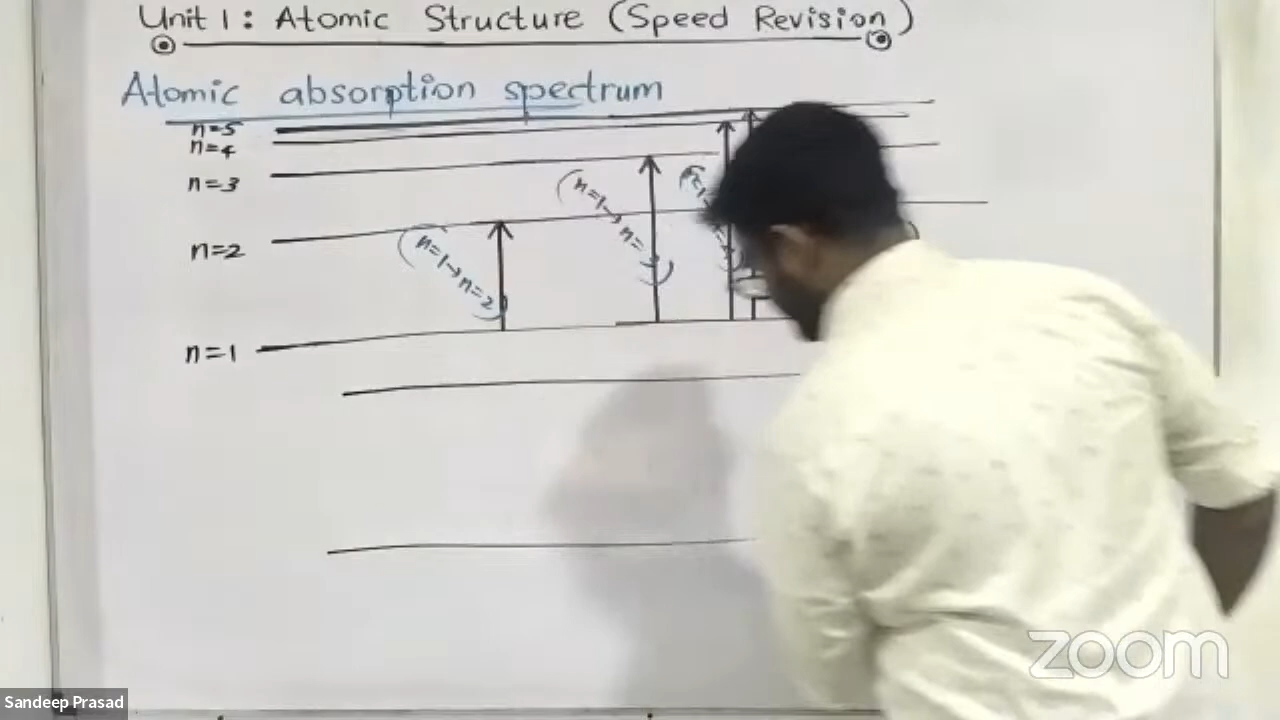 Unit 1: Atomic Structure (Speed Revision)
Atomic absorption spectrum
n=5
n=4
n=3
n=2
n=1
(n=1→n=2)
(n=1→n=
zoom
Sandeep Prasad